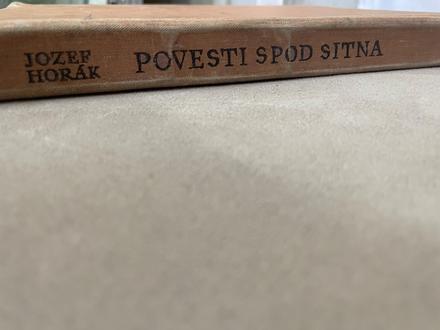 JOZEF
HORÁK
POVESTI SPOD SITNA